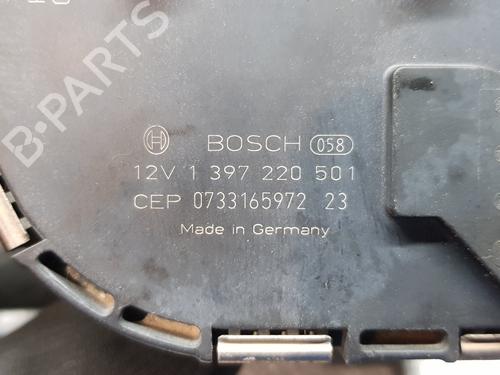 B-PARTS
BOSCH 058
12V 1 397 220 501
CEP 0733165972 23
Made in Germany